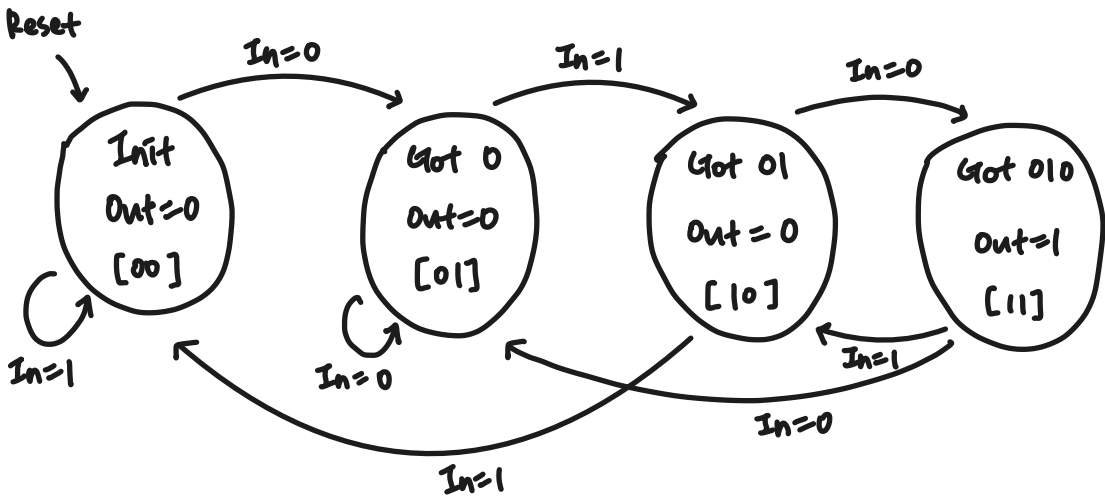 Reset
In=0
In=1
In=0
Init
Out=0
[00]
Got 0
Out=0
[01]
Got 01
Out=0
[10]
Got 010
Out=1
[11]
In=1
In=0
In=1
In=0
In=1